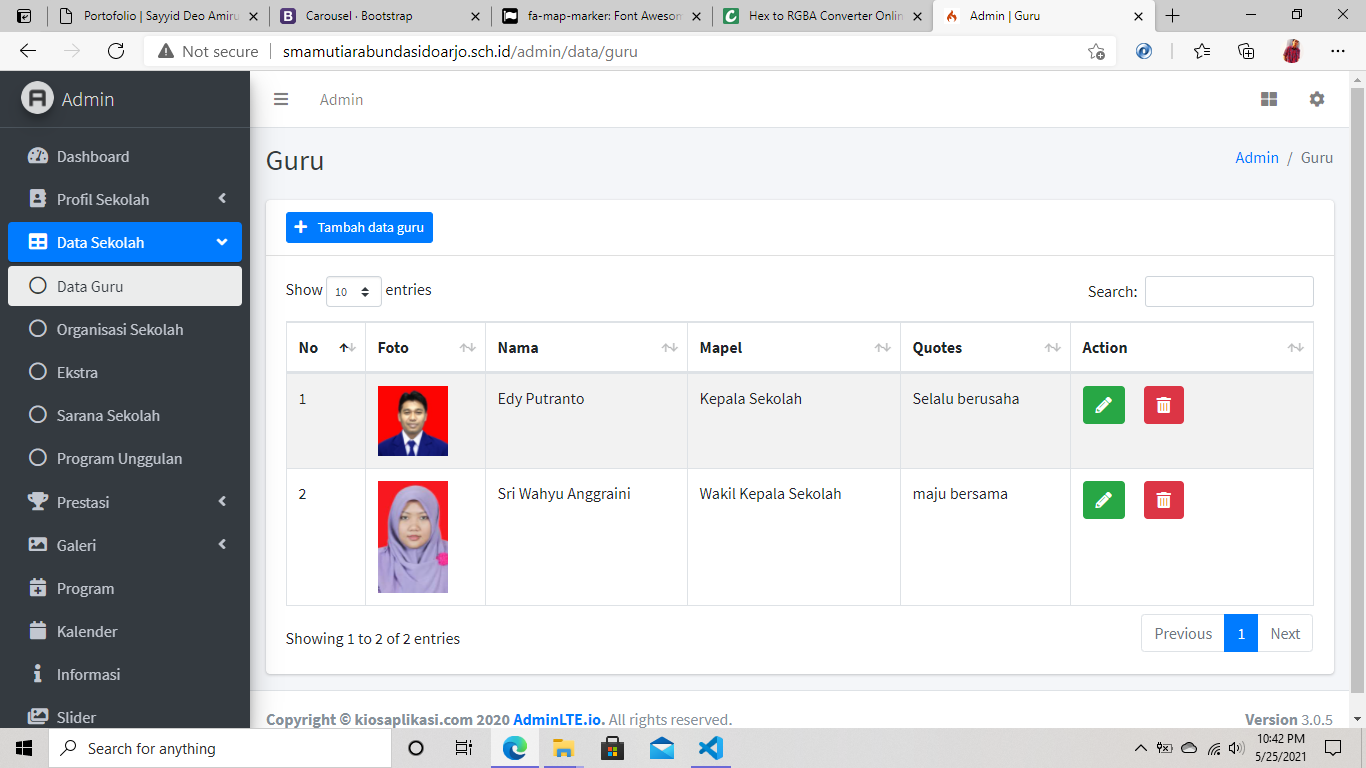 Portofolio | Sayyid Deo Amiru
Carousel · Bootstrap
fa-map-marker: Font Awesom
Hex to RGBA Converter Onlin
Admin | Guru
Not secure
smamutiarabundasidoarjo.sch.id/admin/data/guru
Admin
Admin
Dashboard
Profil Sekolah
Data Sekolah
Data Guru
Organisasi Sekolah
Ekstra
Sarana Sekolah
Program Unggulan
Prestasi
Galeri
Program
Kalender
Informasi
Slider
Guru
Admin / Guru
Tambah data guru
Show 10 entries
Search:
No Foto Nama Mapel Quotes Action
1 Edy Putranto Kepala Sekolah Selalu berusaha
2 Sri Wahyu Anggraini Wakil Kepala Sekolah maju bersama
Showing 1 to 2 of 2 entries
Previous 1 Next
Copyright © kiosaplikasi.com 2020 AdminLTE.io. All rights reserved.
Version 3.0.5
Search for anything
10:42 PM
5/25/2021